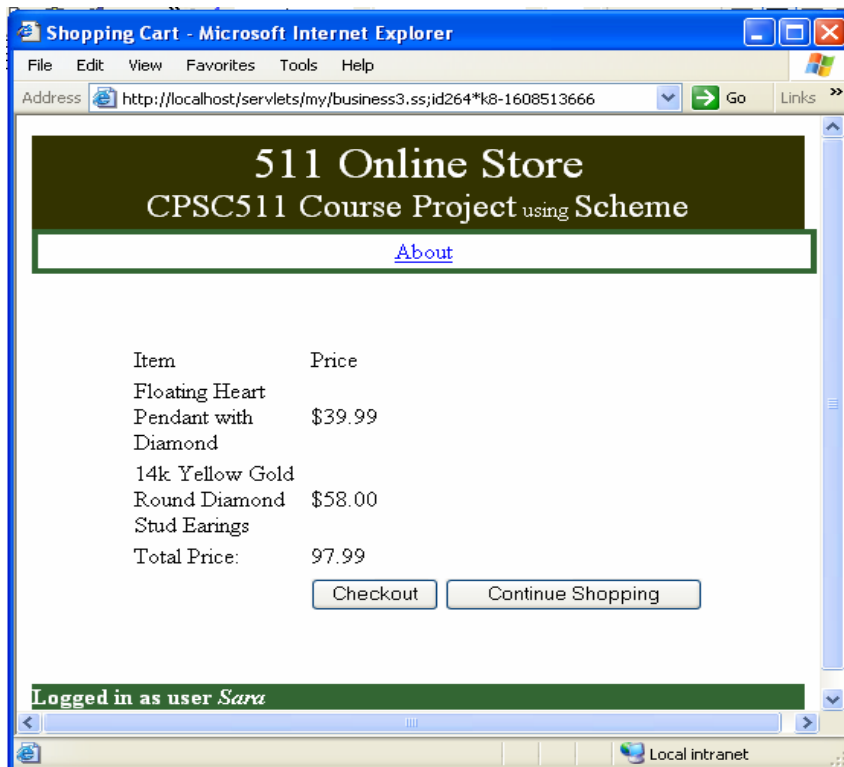 Shopping Cart - Microsoft Internet Explorer
File Edit View Favorites Tools Help
Address http://localhost/servlets/my/business3.ss;id264*k8-1608513666 Go Links »
511 Online Store
CPSC511 Course Project using Scheme
About
Item Price
Floating Heart
Pendant with $39.99
Diamond
14k Yellow Gold
Round Diamond $58.00
Stud Earings
Total Price: 97.99
Checkout Continue Shopping
Logged in as user Sara
Local intranet